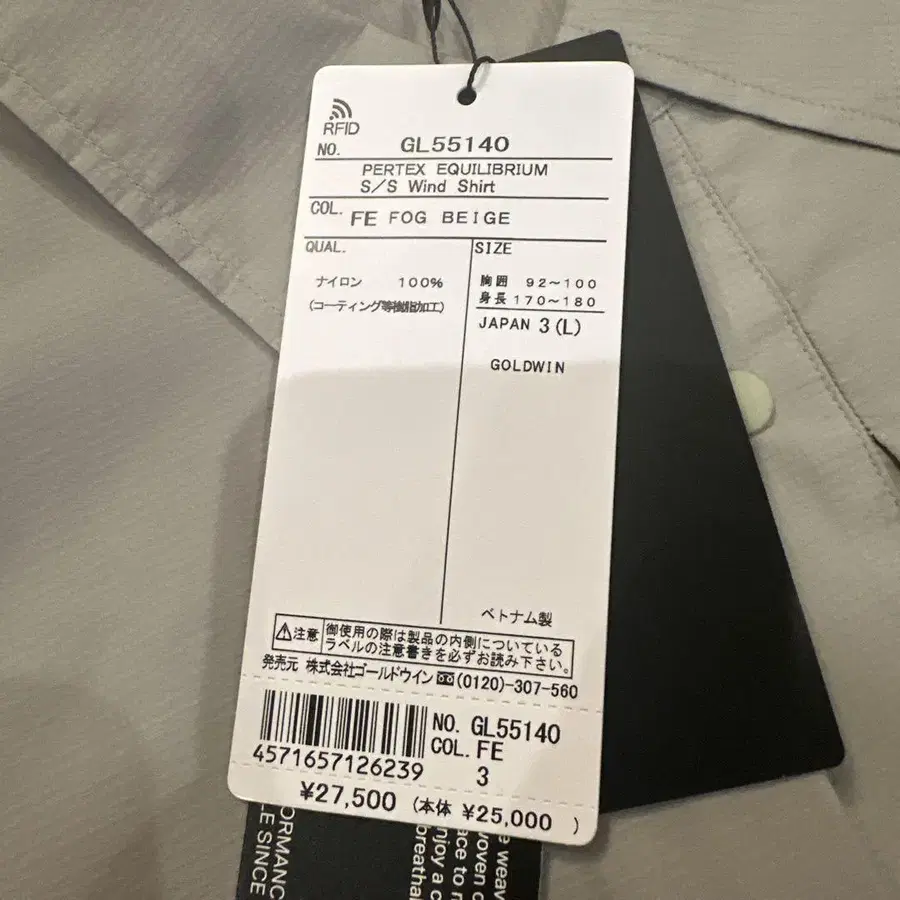 RFID
NO. GL55140
PERTEX EQUILIBRIUM
S/S Wind Shirt
COL. FE FOG BEIGE
QUAL.
ナイロン 100%
(コーティング等樹脂加工)
SIZE
胸囲 92~100
身長 170~180
JAPAN 3(L)
GOLDWIN
ベトナム製
注意 御使用の際は製品の内側についている
ラベルの注意書きを必ずお読み下さい。
発売元 株式会社ゴールドウイン (0120)-307-560
4571657126239
NO. GL55140
COL. FE
3
¥27,500 (本体 ¥25,000 )
LE SINCE
breathal